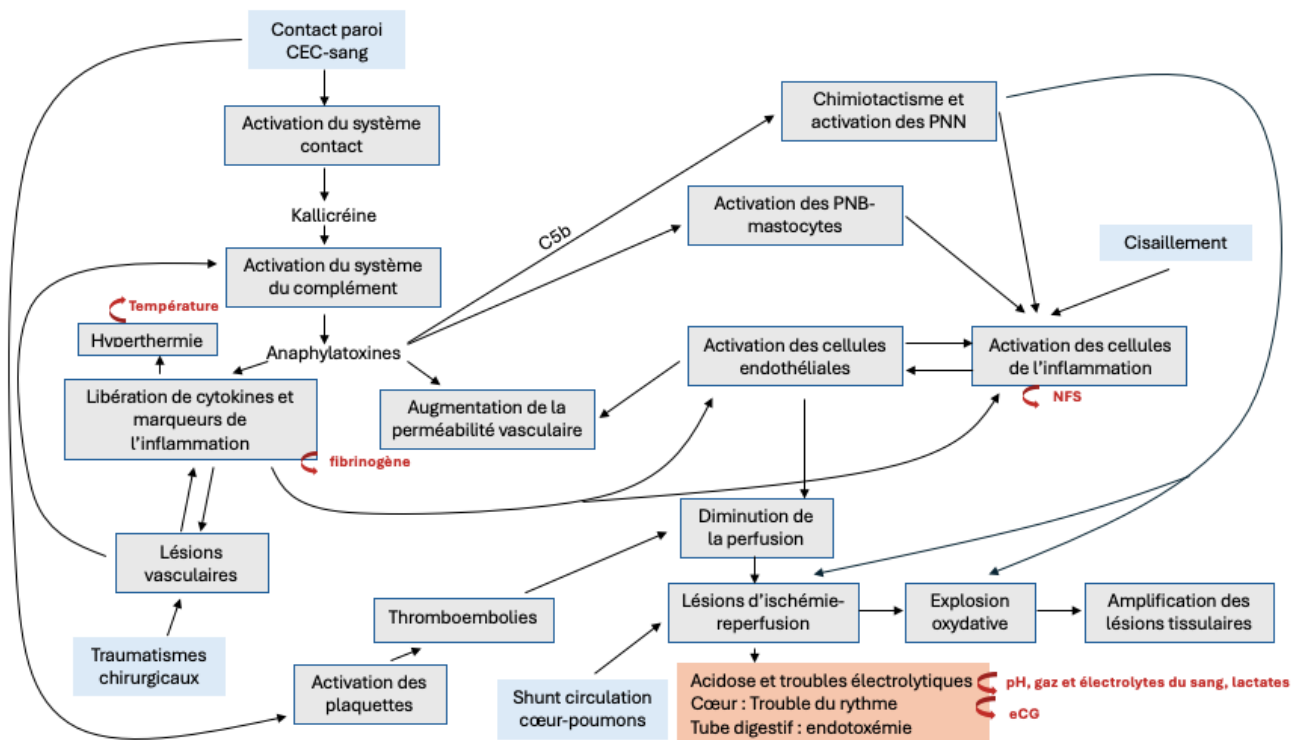 Contact paroi
CEC-sang
Activation du système
contact
Kallicréine
Activation du système
du complément
Température
Hyperthermie
Anaphylatoxines
Libération de cytokines et
marqueurs de
l'inflammation
fibrinogène
Augmentation de la
perméabilité vasculaire
Lésions
vasculaires
Traumatismes
chirurgicaux
C5b
Chimiotactisme et
activation des PNN
Activation des PNB-
mastocytes
Cisaillement
Activation des cellules
endothéliales
Activation des cellules
de l'inflammation
NFS
Diminution de
la perfusion
Thromboembolies
Activation des
plaquettes
Lésions d'ischémie-
reperfusion
Explosion
oxydative
Amplification des
lésions tissulaires
Shunt circulation
cœur-poumons
Acidose et troubles électrolytiques
Cœur : Trouble du rythme
Tube digestif : endotoxémie
pH, gaz et électrolytes du sang, lactates
eCG